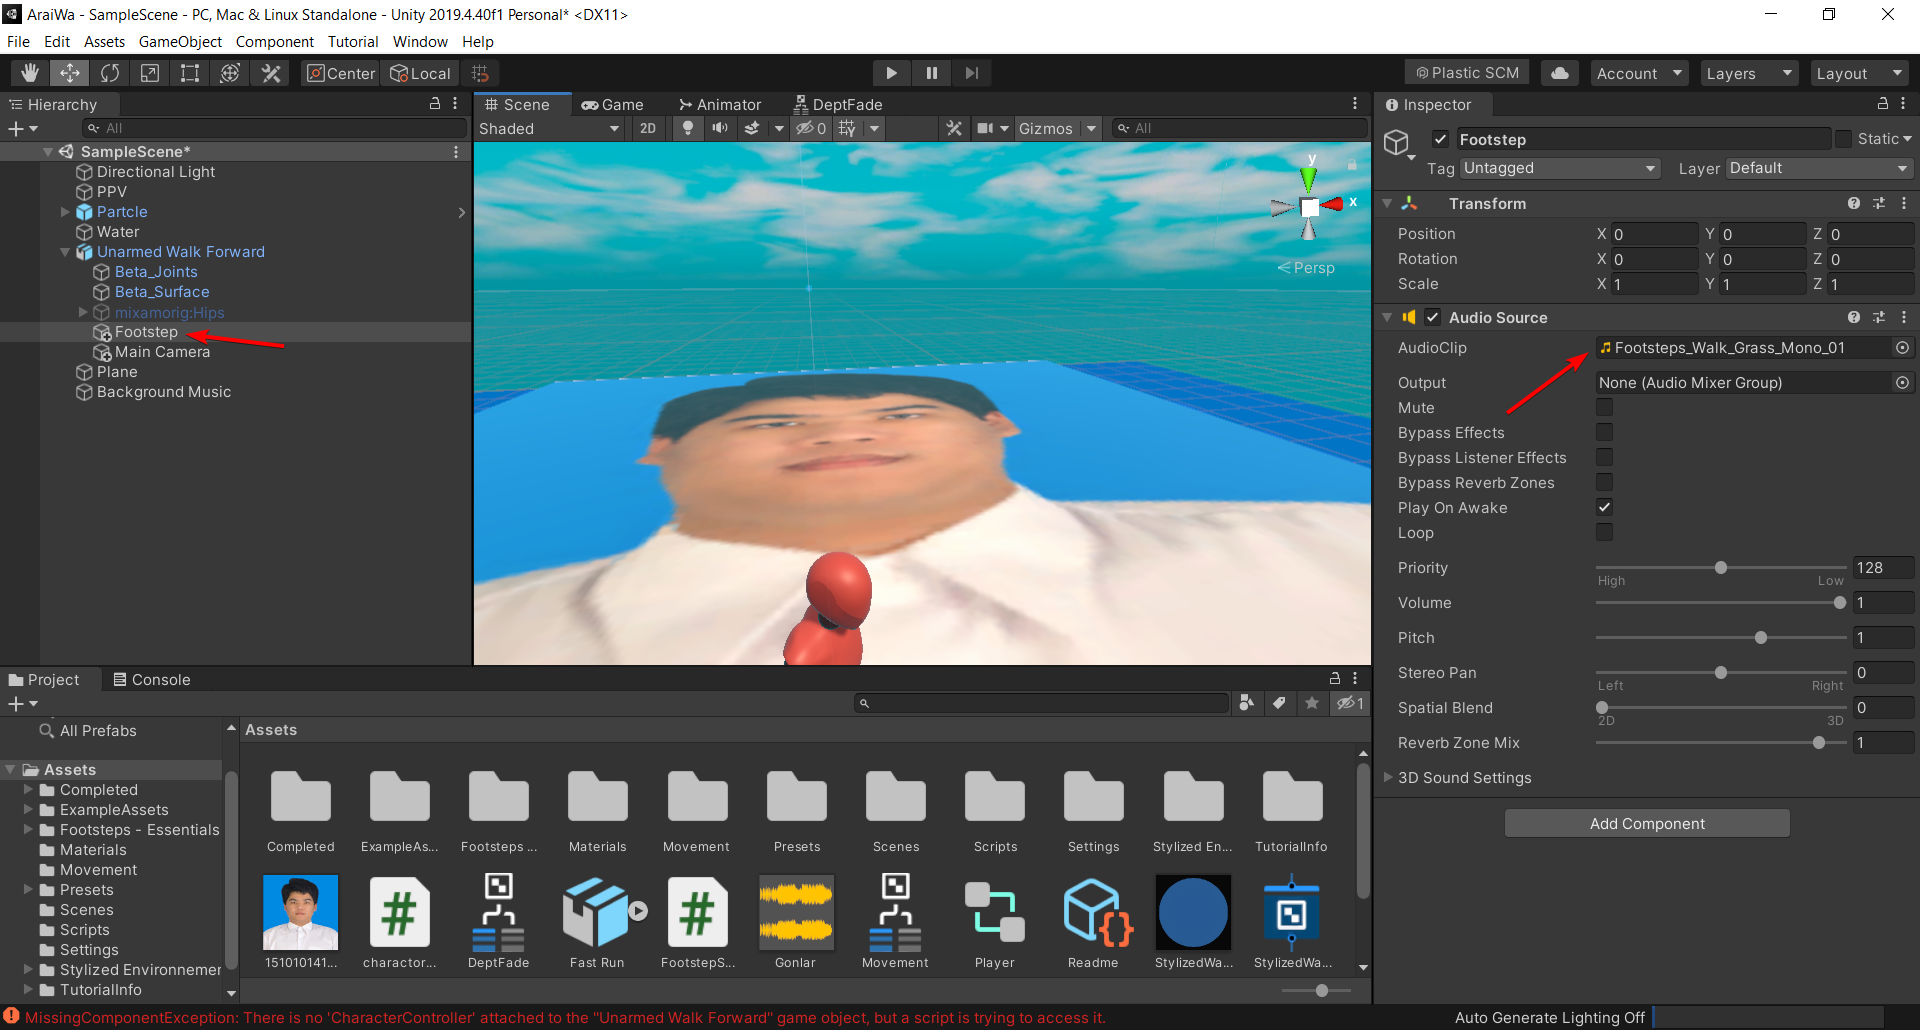 AraiWa - SampleScene - PC, Mac & Linux Standalone - Unity 2019.4.40f1 Personal* <DX11>
File Edit Assets GameObject Component Tutorial Window Help
Center Local Plastic SCM Account Layers Layout
Hierarchy
All
SampleScene*
Directional Light
PPV
Partcle
Water
Unarmed Walk Forward
Beta_Joints
Beta_Surface
mixamorig:Hips
Footstep
Main Camera
Plane
Background Music
Scene Game Animator DeptFade
Shaded 2D 0 Gizmos All
y
x
Persp
Inspector
Footstep Static
Tag Untagged Layer Default
Transform
Position X 0 Y 0 Z 0
Rotation X 0 Y 0 Z 0
Scale X 1 Y 1 Z 1
Audio Source
AudioClip Footsteps_Walk_Grass_Mono_01
Output None (Audio Mixer Group)
Mute
Bypass Effects
Bypass Listener Effects
Bypass Reverb Zones
Play On Awake
Loop
Priority 128
High Low
Volume 1
Pitch 1
Stereo Pan 0
Left Right
Spatial Blend 0
2D 3D
Reverb Zone Mix 1
3D Sound Settings
Add Component
Project Console
1
All Prefabs
Assets
Completed
ExampleAssets
Footsteps - Essentials
Materials
Movement
Presets
Scenes
Scripts
Settings
Stylized Environnemer
TutorialInfo
Assets
Completed ExampleAs... Footsteps ... Materials Movement Presets Scenes Scripts Settings Stylized En... TutorialInfo
151010141... charactor... DeptFade Fast Run FootstepS... Gonlar Movement Player Readme StylizedWa... StylizedWa...
MissingComponentException: There is no 'CharacterController' attached to the "Unarmed Walk Forward" game object, but a script is trying to access it.
Auto Generate Lighting Off